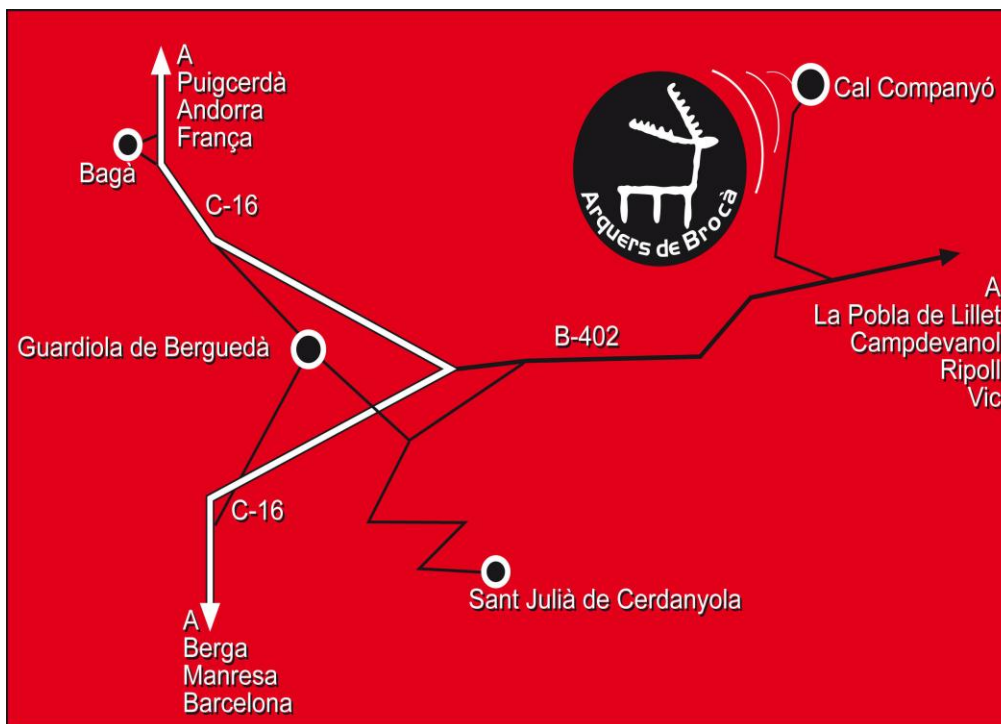 A
Puigcerdà
Andorra
França
Cal Companyó
Bagà
Arquers de Brocà
C-16
A
La Pobla de Lillet
Campdevanol
Ripoll
Vic
B-402
Guardiola de Berguedà
C-16
Sant Julià de Cerdanyola
A
Berga
Manresa
Barcelona